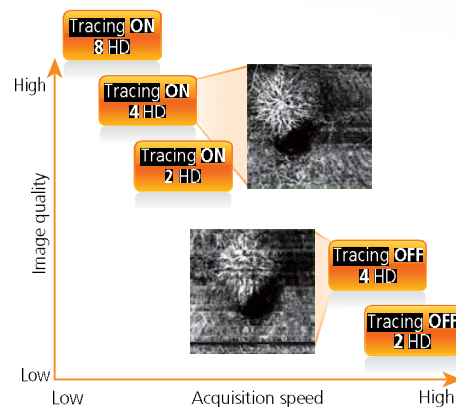 Tracing ON
8 HD
High
Tracing ON
4 HD
Tracing ON
2 HD
Image quality
Tracing OFF
4 HD
Tracing OFF
2 HD
Low
Low
Acquisition speed
High